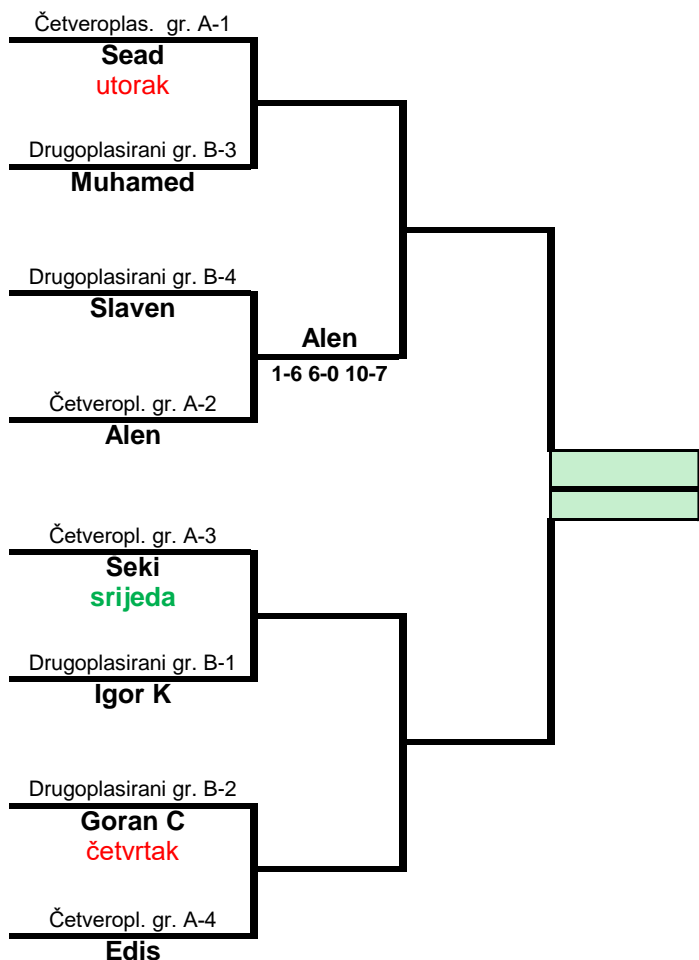 Četveroplas. gr. A-1
Sead
utorak
Drugoplasirani gr. B-3
Muhamed
Drugoplasirani gr. B-4
Slaven
Alen
1-6 6-0 10-7
Četveropl. gr. A-2
Alen
Četveropl. gr. A-3
Seki
srijeda
Drugoplasirani gr. B-1
Igor K
Drugoplasirani gr. B-2
Goran C
četvrtak
Četveropl. gr. A-4
Edis